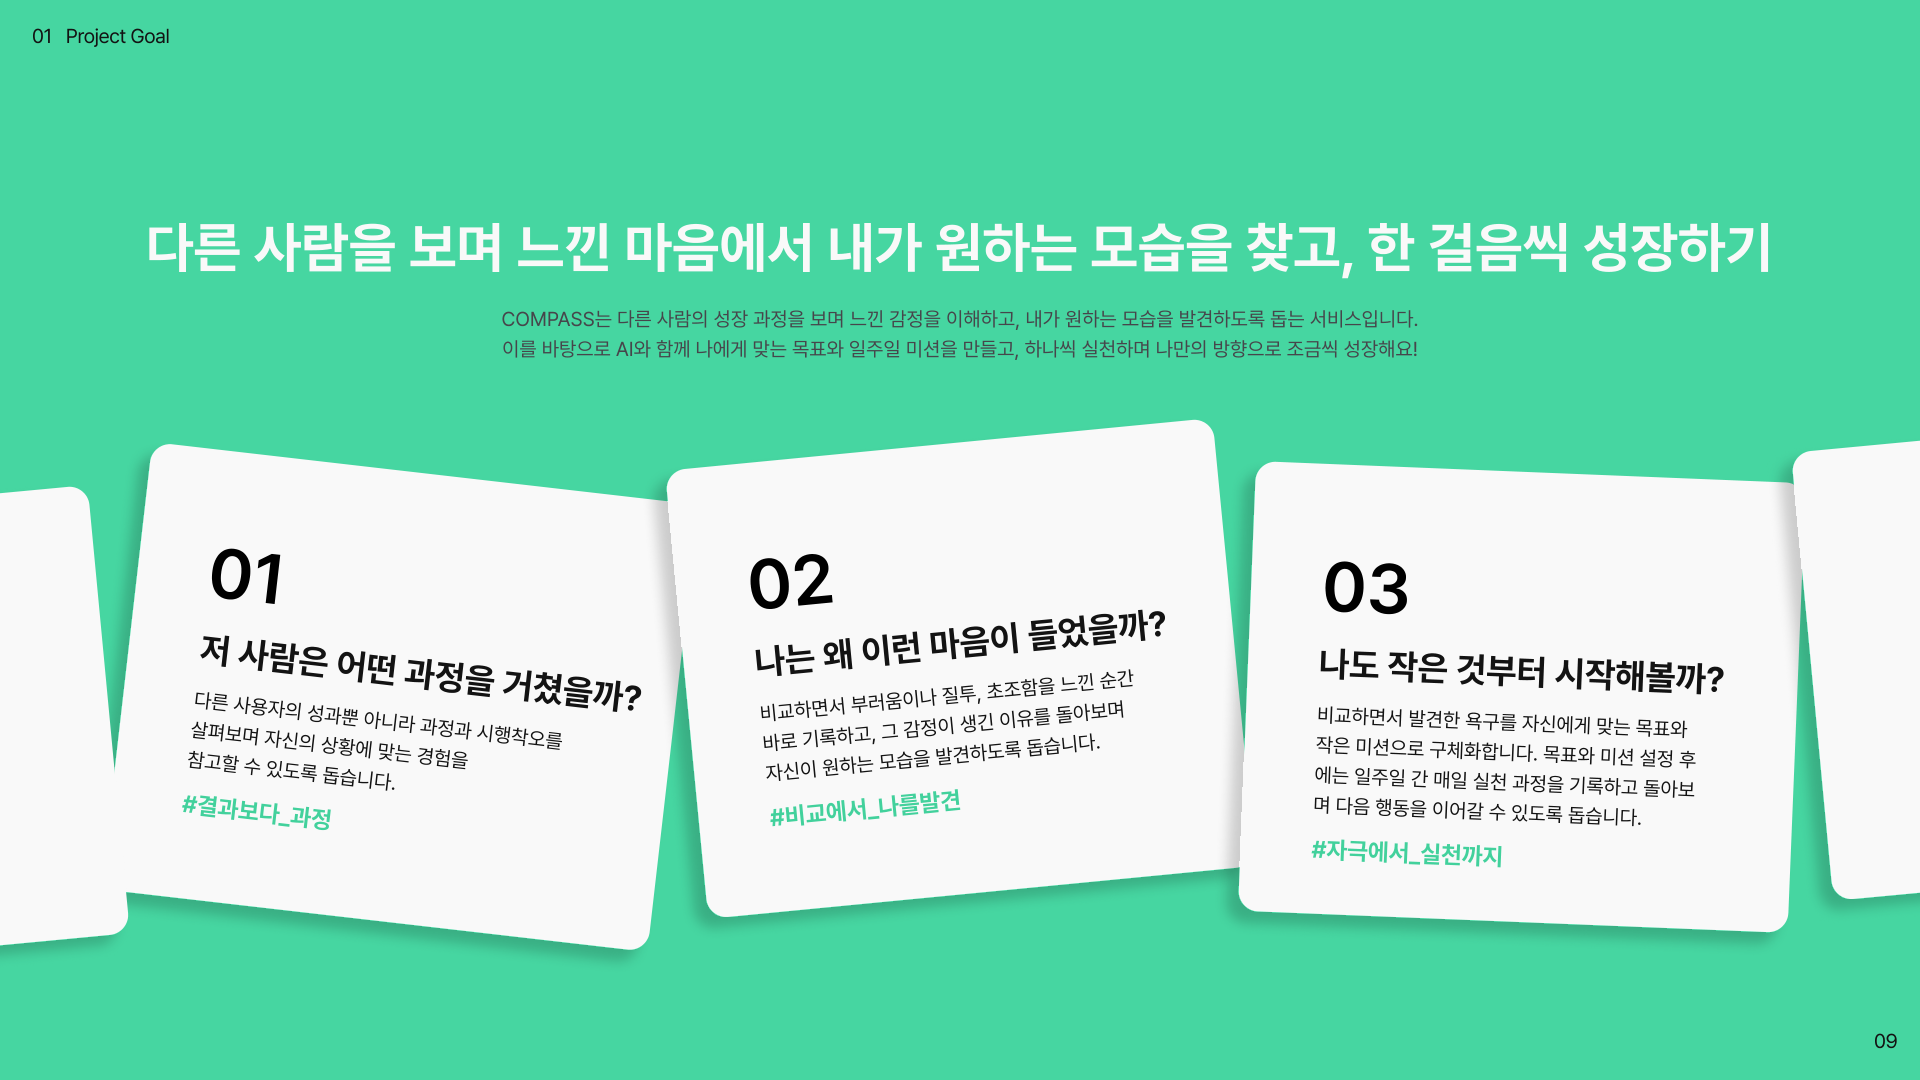 01 Project Goal
다른 사람을 보며 느낀 마음에서 내가 원하는 모습을 찾고, 한 걸음씩 성장하기
COMPASS는 다른 사람의 성장 과정을 보며 느낀 감정을 이해하고, 내가 원하는 모습을 발견하도록 돕는 서비스입니다.
이를 바탕으로 AI와 함께 나에게 맞는 목표와 일주일 미션을 만들고, 하나씩 실천하며 나만의 방향으로 조금씩 성장해요!
01
저 사람은 어떤 과정을 거쳤을까?
다른 사용자의 성과뿐 아니라 과정과 시행착오를
살펴보며 자신의 상황에 맞는 경험을
참고할 수 있도록 돕습니다.
#결과보다_과정
02
나는 왜 이런 마음이 들었을까?
비교하면서 부러움이나 질투, 초조함을 느낀 순간
바로 기록하고, 그 감정이 생긴 이유를 돌아보며
자신이 원하는 모습을 발견하도록 돕습니다.
#비교에서_나를발견
03
나도 작은 것부터 시작해볼까?
비교하면서 발견한 욕구를 자신에게 맞는 목표와
작은 미션으로 구체화합니다. 목표와 미션 설정 후
에는 일주일 간 매일 실천 과정을 기록하고 돌아보
며 다음 행동을 이어갈 수 있도록 돕습니다.
#자극에서_실천까지
09